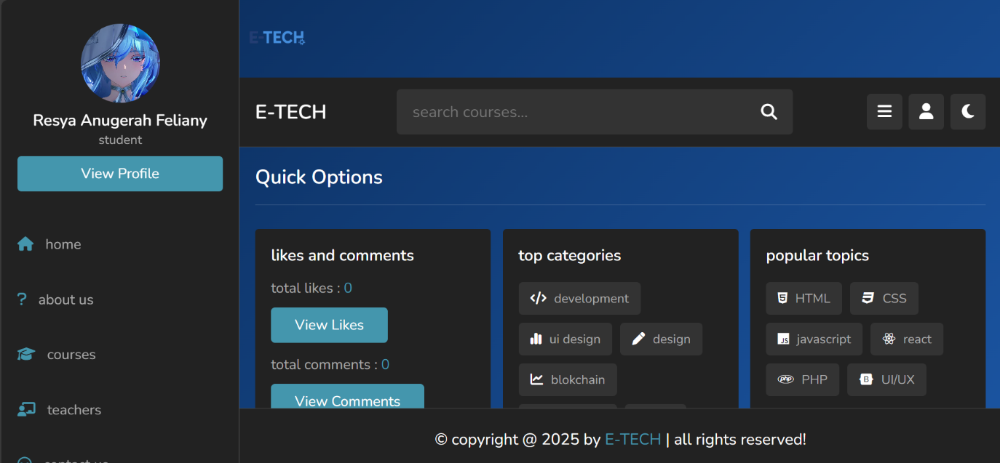 Resya Anugerah Feliany
student
View Profile
home
about us
courses
teachers
contact us
E-TECH
E-TECH
search courses...
Quick Options
likes and comments
total likes : 0
View Likes
total comments : 0
View Comments
top categories
development
ui design
design
blokchain
popular topics
HTML
CSS
javascript
react
PHP
UI/UX
© copyright @ 2025 by E-TECH | all rights reserved!